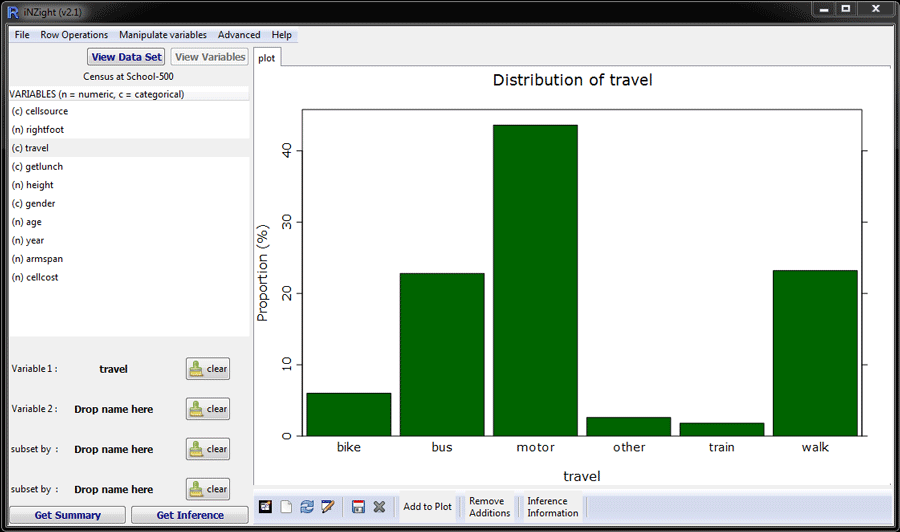 iNZight (v2.1)
File Row Operations Manipulate variables Advanced Help
View Data Set View Variables
Census at School-500
VARIABLES (n = numeric, c = categorical)
(c) cellsource
(n) rightfoot
(c) travel
(c) getlunch
(n) height
(c) gender
(n) age
(n) year
(n) armspan
(n) cellcost
Variable 1 : travel clear
Variable 2 : Drop name here clear
subset by : Drop name here clear
subset by : Drop name here clear
Get Summary Get Inference
plot
Distribution of travel
Proportion (%)
40
30
20
10
0
bike bus motor other train walk
travel
Add to Plot
Remove
Additions
Inference
Information